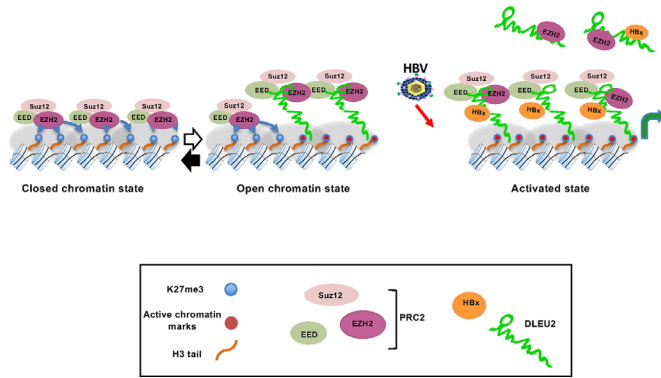 EZH2
HBx
EZH2
Suz12
Suz12
HBV
Suz12
Suz12
EED
EZH2
EED
EZH2
EED
EZH2
EED
EED
EZH2
Suz12
Suz12
Suz12
Suz12
HBx
HBx
HBx
EED
EZH2
EED
EZH2
EED
EZH2
EED
EZH2
Closed chromatin state
Open chromatin state
Activated state
K27me3
Suz12
HBx
Active chromatin
marks
PRC2
DLEU2
EED
EZH2
H3 tail